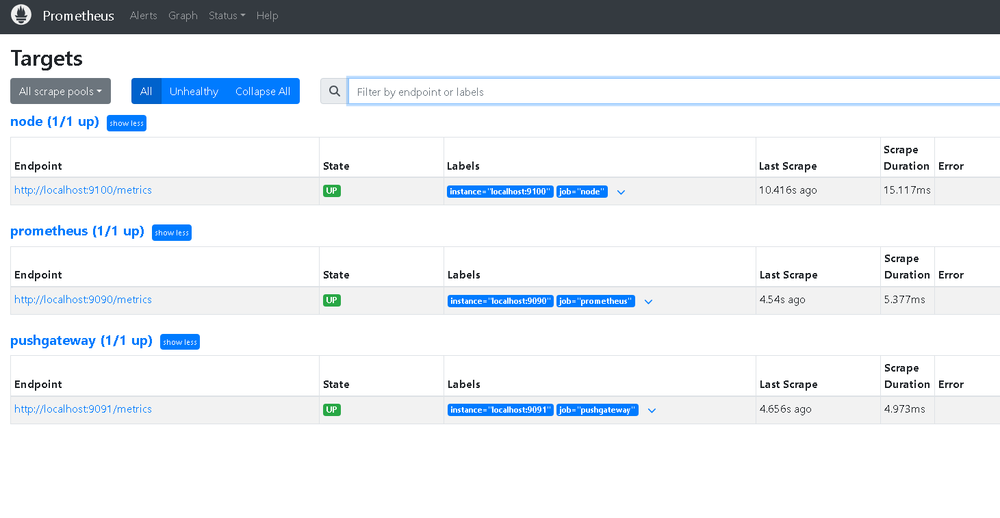 Prometheus Alerts Graph Status Help
Targets
All scrape pools All Unhealthy Collapse All Filter by endpoint or labels
node (1/1 up) show less
Endpoint State Labels Last Scrape Scrape Duration Error
http://localhost:9100/metrics UP instance="localhost:9100" job="node" 10.416s ago 15.117ms
prometheus (1/1 up) show less
Endpoint State Labels Last Scrape Scrape Duration Error
http://localhost:9090/metrics UP instance="localhost:9090" job="prometheus" 4.54s ago 5.377ms
pushgateway (1/1 up) show less
Endpoint State Labels Last Scrape Scrape Duration Error
http://localhost:9091/metrics UP instance="localhost:9091" job="pushgateway" 4.656s ago 4.973ms